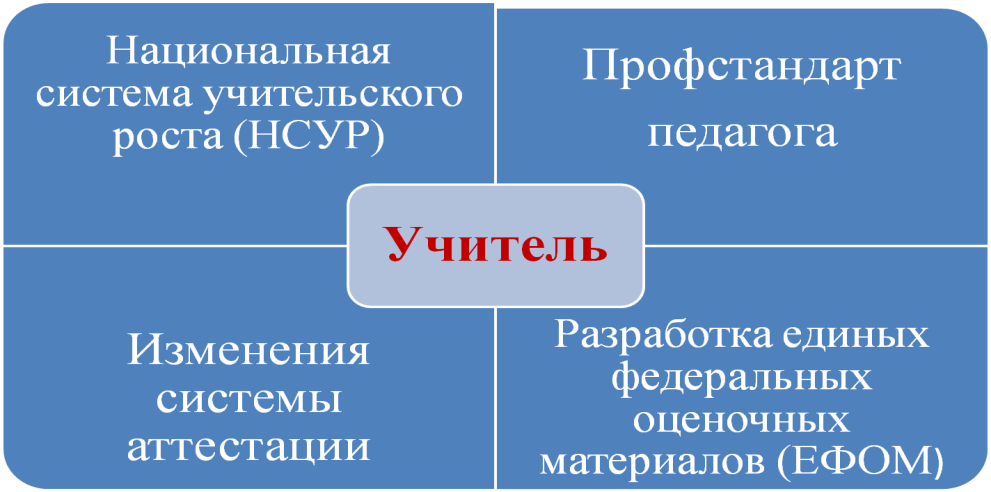 Национальная
система учительского
роста (НСУР)
Профстандарт
педагога
Учитель
Изменения
системы
аттестации
Разработка единых
федеральных
оценочных
материалов (ЕФОМ)